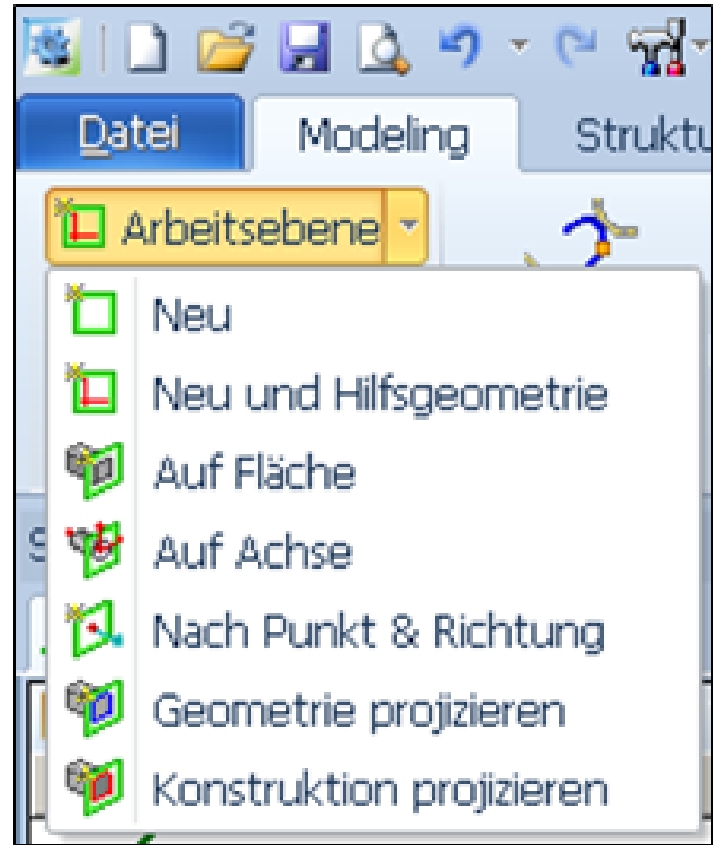 Datei Modeling Struktu
Arbeitsebene
Neu
Neu und Hilfsgeometrie
Auf Fläche
Auf Achse
Nach Punkt & Richtung
Geometrie projizieren
Konstruktion projizieren